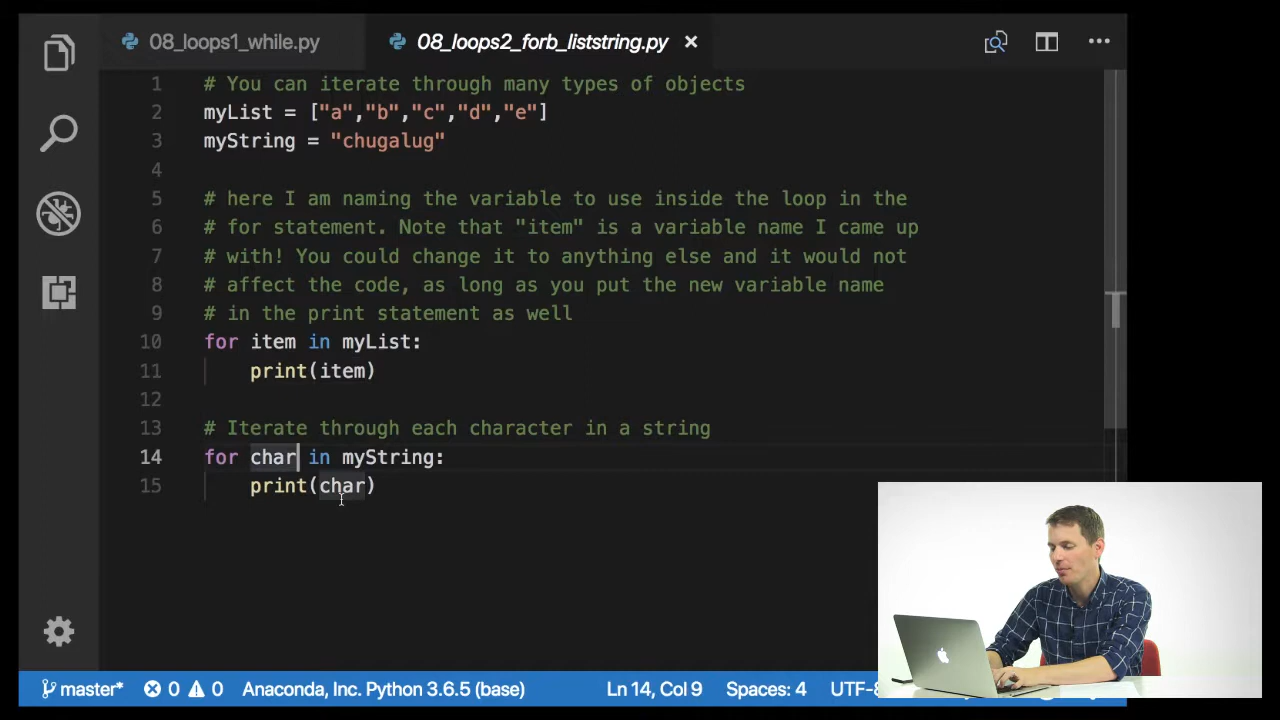 08_loops1_while.py
08_loops2_forb_liststring.py
1 # You can iterate through many types of objects
2 myList = ["a","b","c","d","e"]
3 myString = "chugalug"
4
5 # here I am naming the variable to use inside the loop in the
6 # for statement. Note that "item" is a variable name I came up
7 # with! You could change it to anything else and it would not
8 # affect the code, as long as you put the new variable name
9 # in the print statement as well
10 for item in myList:
11 print(item)
12
13 # Iterate through each character in a string
14 for char in myString:
15 print(char)
master* 0 0 Anaconda, Inc. Python 3.6.5 (base) Ln 14, Col 9 Spaces: 4